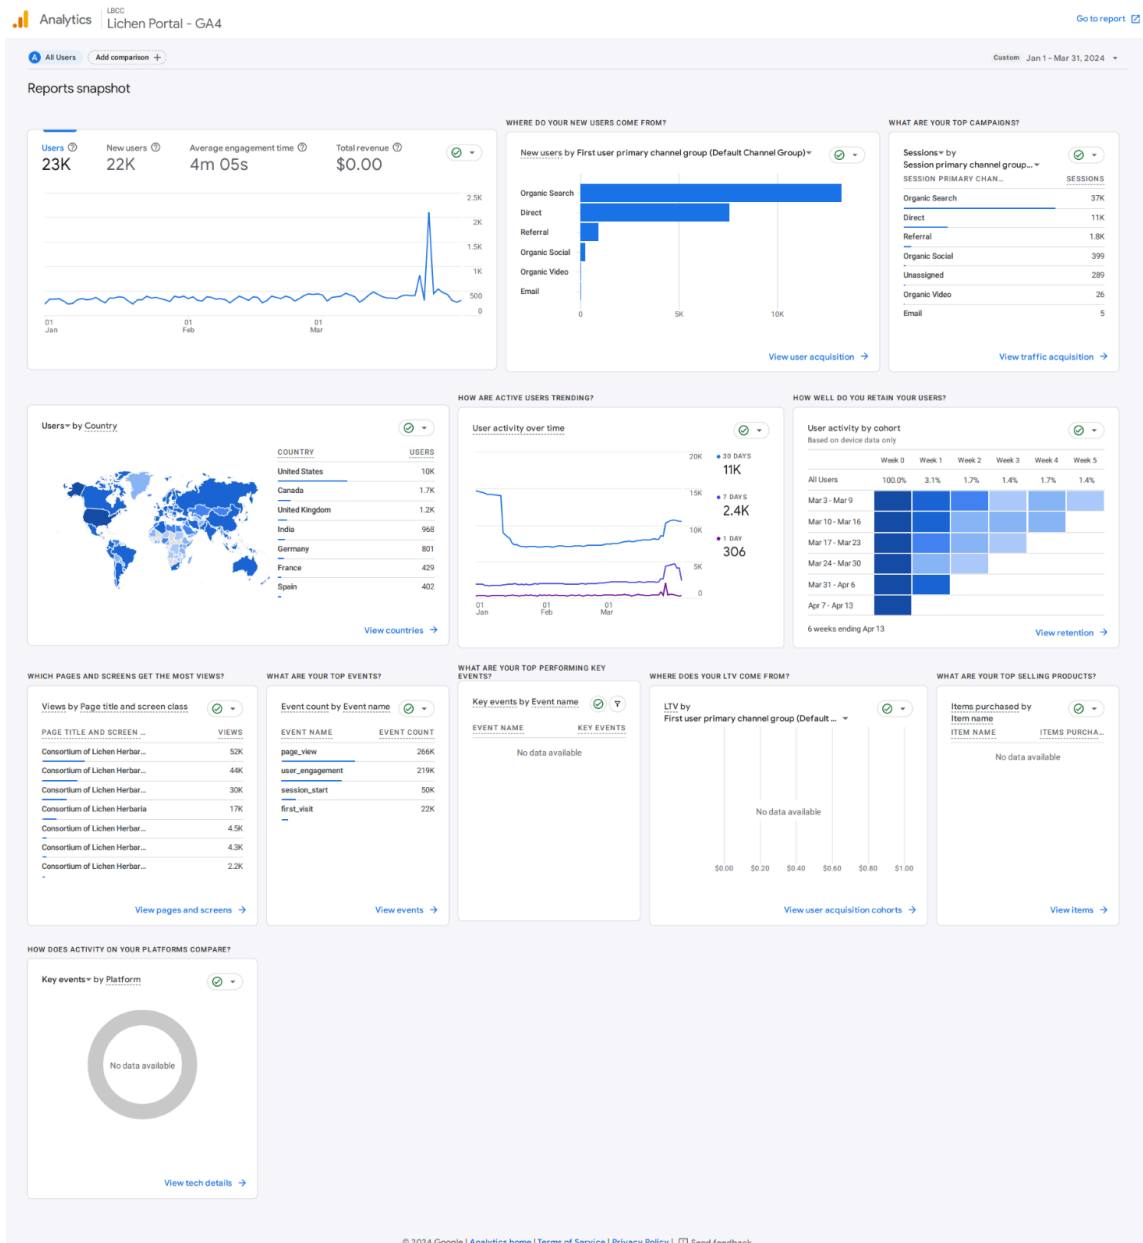 Analytics
LBCC
Lichen Portal - GA4
Go to report
A All Users
Add comparison +
Custom Jan 1 - Mar 31, 2024
Reports snapshot
Users
23K
New users
22K
Average engagement time
4m 05s
Total revenue
$0.00
2.5K
2K
1.5K
1K
500
0
01
Jan
01
Feb
01
Mar
WHERE DO YOUR NEW USERS COME FROM?
New users by First user primary channel group (Default Channel Group)
Organic Search
Direct
Referral
Organic Social
Organic Video
Email
0
5K
10K
View user acquisition
WHAT ARE YOUR TOP CAMPAIGNS?
Sessions by
Session primary channel group...
SESSION PRIMARY CHAN... SESSIONS
Organic Search 37K
Direct 11K
Referral 1.8K
Organic Social 399
Unassigned 289
Organic Video 26
Email 5
View traffic acquisition
Users by Country
COUNTRY USERS
United States 10K
Canada 1.7K
United Kingdom 1.2K
India 968
Germany 801
France 429
Spain 402
View countries
HOW ARE ACTIVE USERS TRENDING?
User activity over time
20K
15K
10K
5K
0
01
Jan
01
Feb
01
Mar
30 DAYS
11K
7 DAYS
2.4K
1 DAY
306
HOW WELL DO YOU RETAIN YOUR USERS?
User activity by cohort
Based on device data only
Week 0 Week 1 Week 2 Week 3 Week 4 Week 5
All Users 100.0% 3.1% 1.7% 1.4% 1.7% 1.4%
Mar 3 - Mar 9
Mar 10 - Mar 16
Mar 17 - Mar 23
Mar 24 - Mar 30
Mar 31 - Apr 6
Apr 7 - Apr 13
6 weeks ending Apr 13
View retention
WHICH PAGES AND SCREENS GET THE MOST VIEWS?
Views by Page title and screen class
PAGE TITLE AND SCREEN ... VIEWS
Consortium of Lichen Herbar... 52K
Consortium of Lichen Herbar... 44K
Consortium of Lichen Herbar... 30K
Consortium of Lichen Herbaria 17K
Consortium of Lichen Herbar... 4.5K
Consortium of Lichen Herbar... 4.3K
Consortium of Lichen Herbar... 2.2K
View pages and screens
WHAT ARE YOUR TOP EVENTS?
Event count by Event name
EVENT NAME EVENT COUNT
page_view 266K
user_engagement 219K
session_start 50K
first_visit 22K
View events
WHAT ARE YOUR TOP PERFORMING KEY
EVENTS?
Key events by Event name
EVENT NAME KEY EVENTS
No data available
WHERE DOES YOUR LTV COME FROM?
LTV by
First user primary channel group (Default ...
No data available
$0.00 $0.20 $0.40 $0.60 $0.80 $1.00
View user acquisition cohorts
WHAT ARE YOUR TOP SELLING PRODUCTS?
Items purchased by
Item name
ITEM NAME ITEMS PURCHA...
No data available
View items
HOW DOES ACTIVITY ON YOUR PLATFORMS COMPARE?
Key events by Platform
No data available
View tech details
© 2024 Google | Analytics home | Terms of Service | Privacy Policy | Send feedback